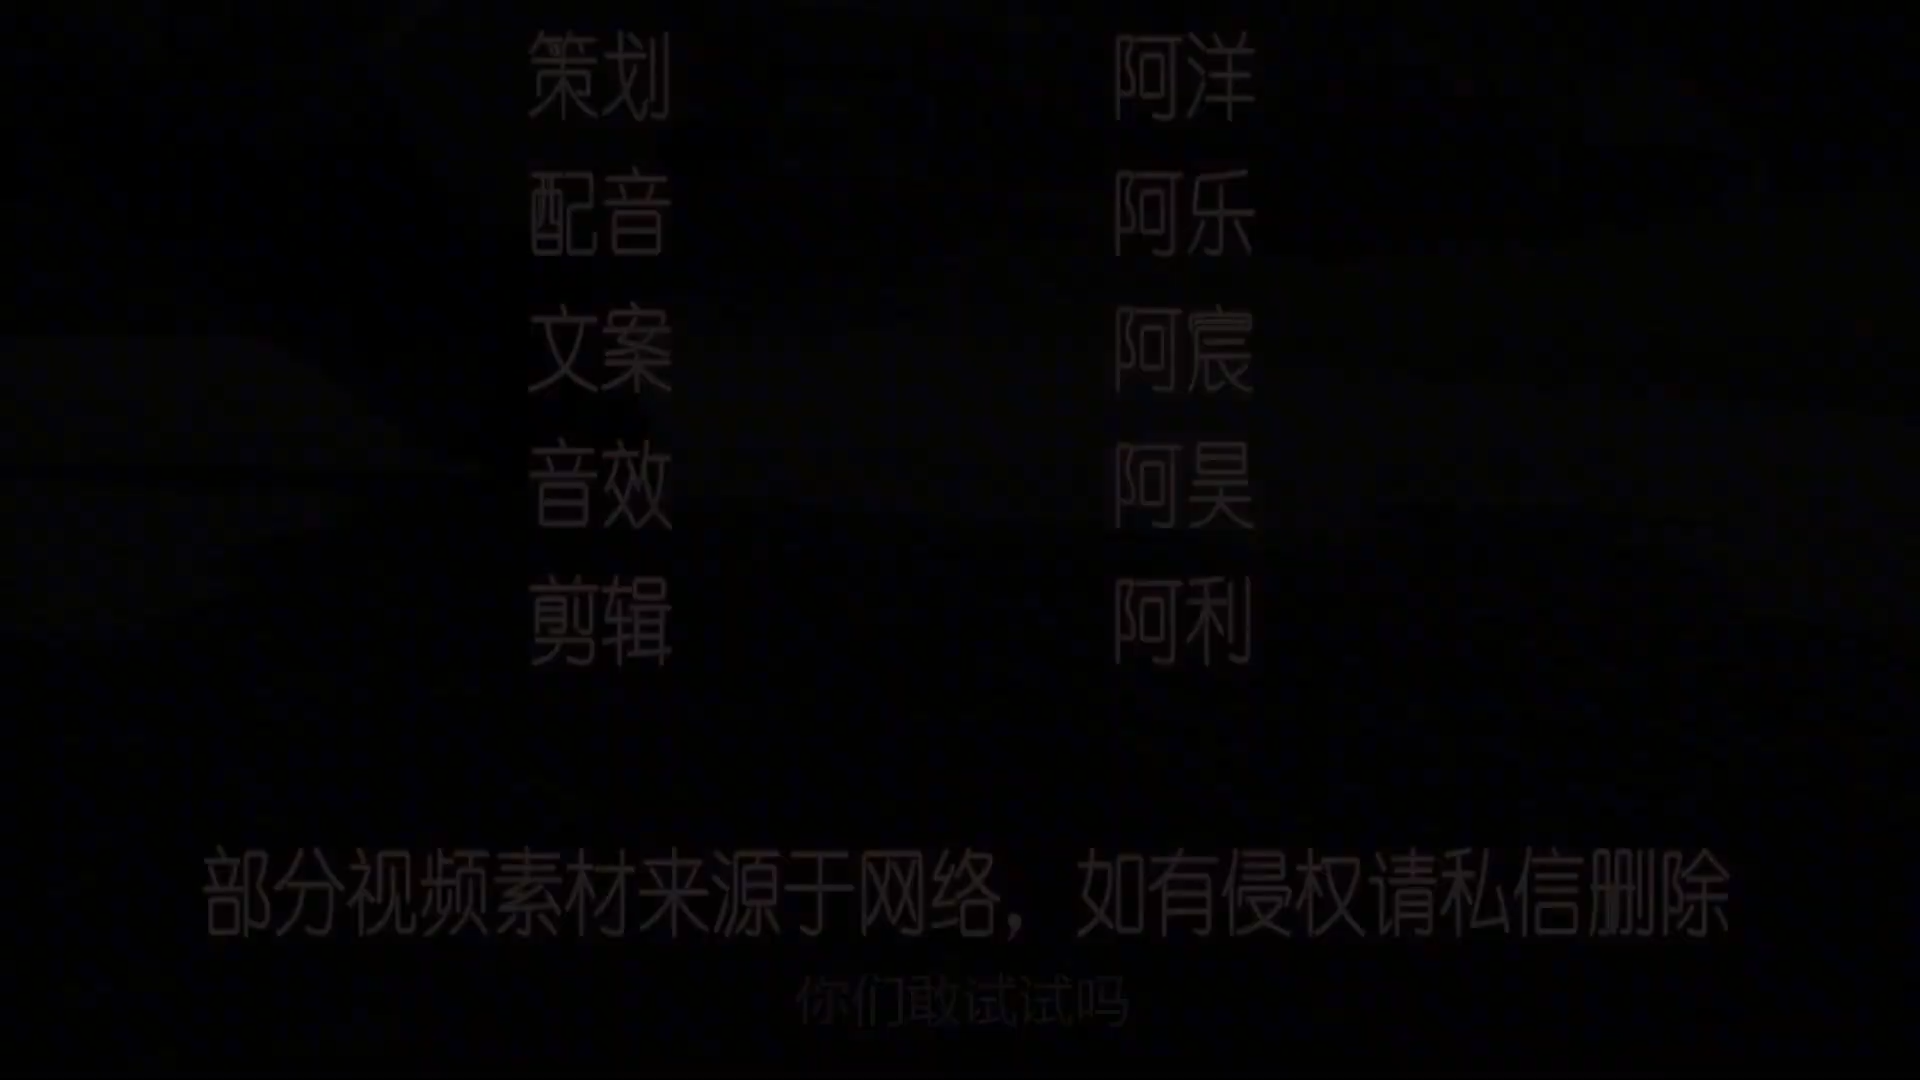 策划 阿洋
配音 阿乐
文案 阿宸
音效 阿昊
剪辑 阿利
部分视频素材来源于网络，如有侵权请私信删除
你们敢试试吗